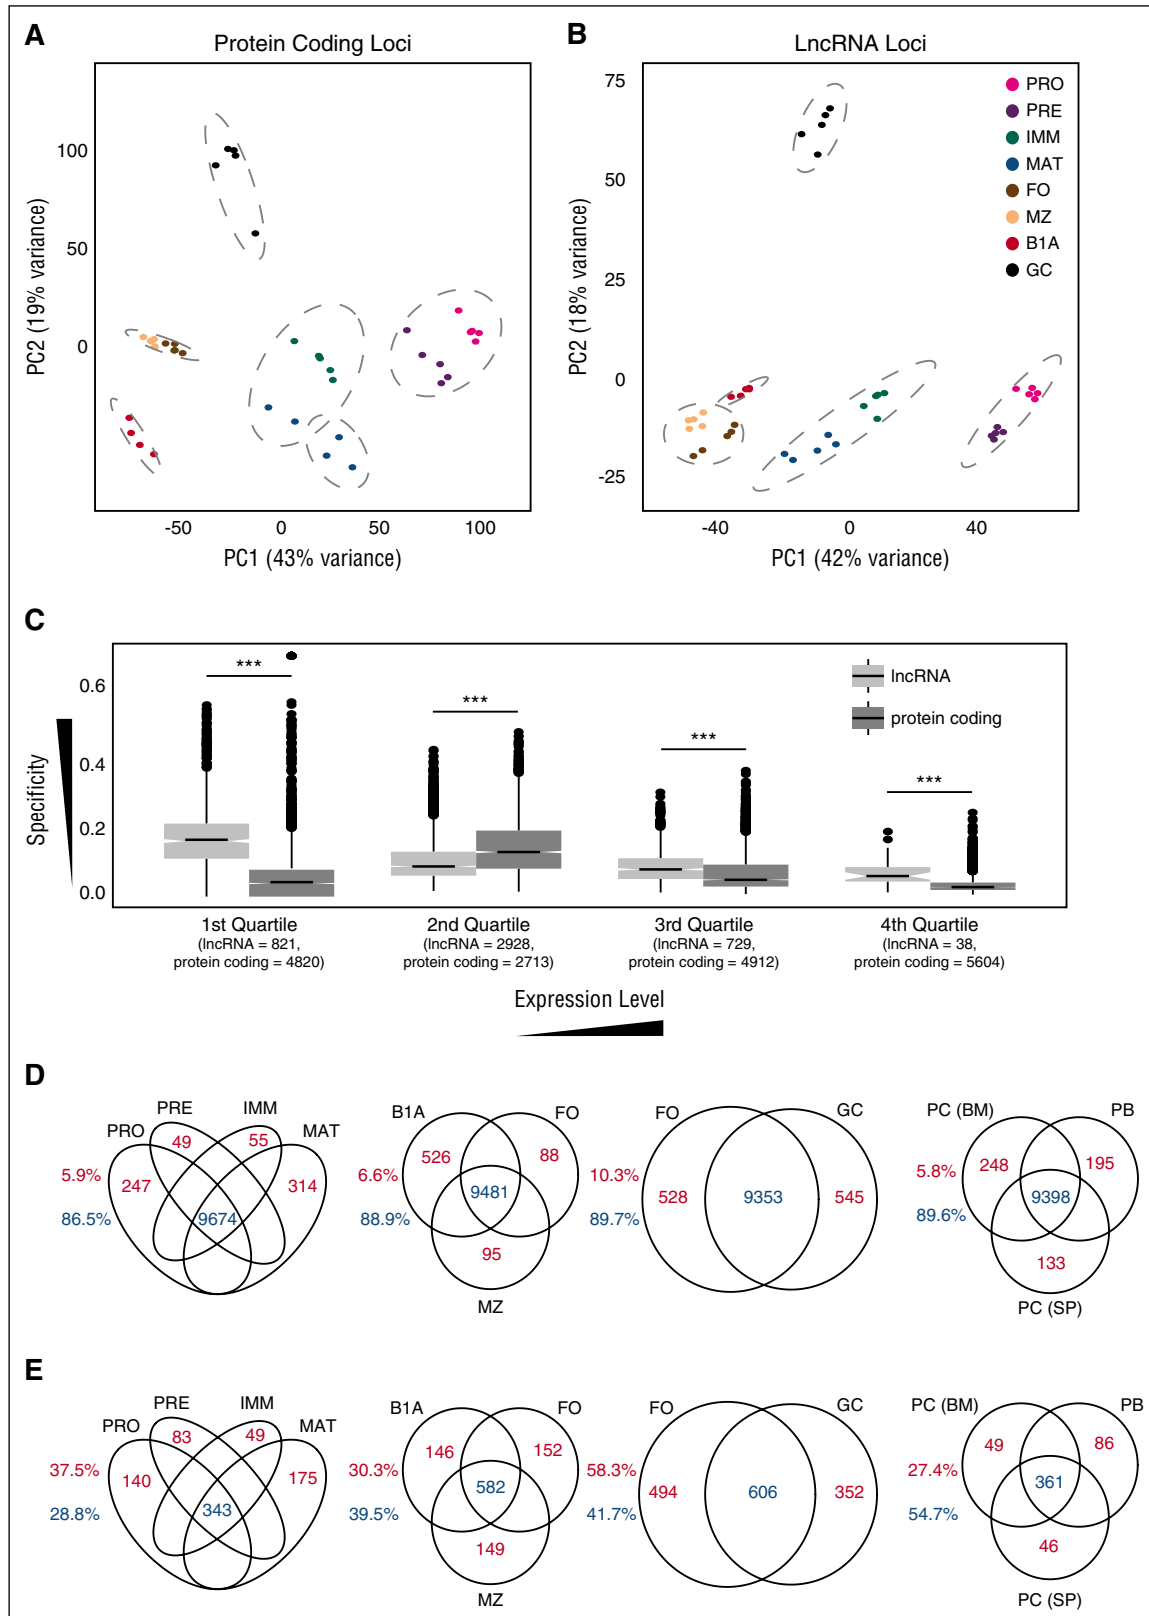 A
Protein Coding Loci
PC2 (19% variance)
100
50
0
-50
0
50
100
PC1 (43% variance)
B
LncRNA Loci
PC2 (18% variance)
75
50
25
0
-25
-40
0
40
PC1 (42% variance)
PRO
PRE
IMM
MAT
FO
MZ
B1A
GC
C
Specificity
0.6
0.4
0.2
0.0
***
***
***
***
lncRNA
protein coding
1st Quartile
(lncRNA = 821,
protein coding = 4820)
2nd Quartile
(lncRNA = 2928,
protein coding = 2713)
3rd Quartile
(lncRNA = 729,
protein coding = 4912)
4th Quartile
(lncRNA = 38,
protein coding = 5604)
Expression Level
D
PRO
PRE
IMM
MAT
5.9%
86.5%
247
49
55
314
9674
B1A
FO
6.6%
88.9%
526
88
9481
95
MZ
FO
GC
10.3%
89.7%
528
9353
545
PC (BM)
PB
5.8%
89.6%
248
195
9398
133
PC (SP)
E
PRO
PRE
IMM
MAT
37.5%
28.8%
140
83
49
175
343
B1A
FO
30.3%
39.5%
146
152
582
149
MZ
FO
GC
58.3%
41.7%
494
606
352
PC (BM)
PB
27.4%
54.7%
49
86
361
46
PC (SP)